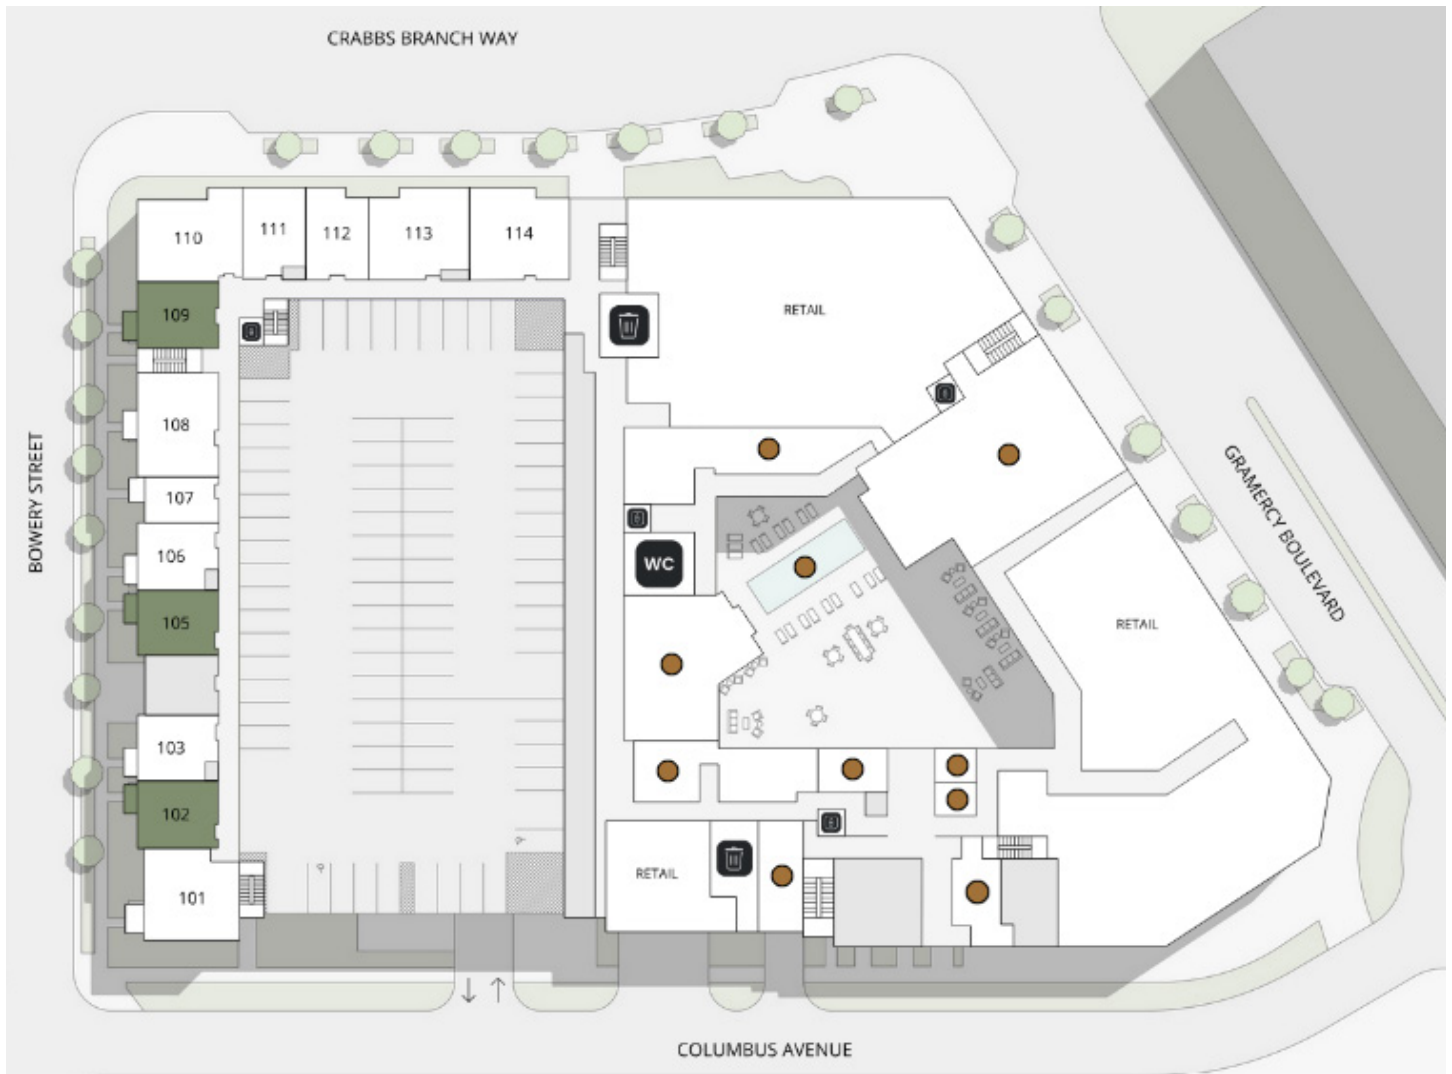 CRABBS BRANCH WAY
110
111
112
113
114
109
RETAIL
108
107
BOWERY STREET
106
WC
GRAMERCY BOULEVARD
105
RETAIL
103
102
RETAIL
101
COLUMBUS AVENUE